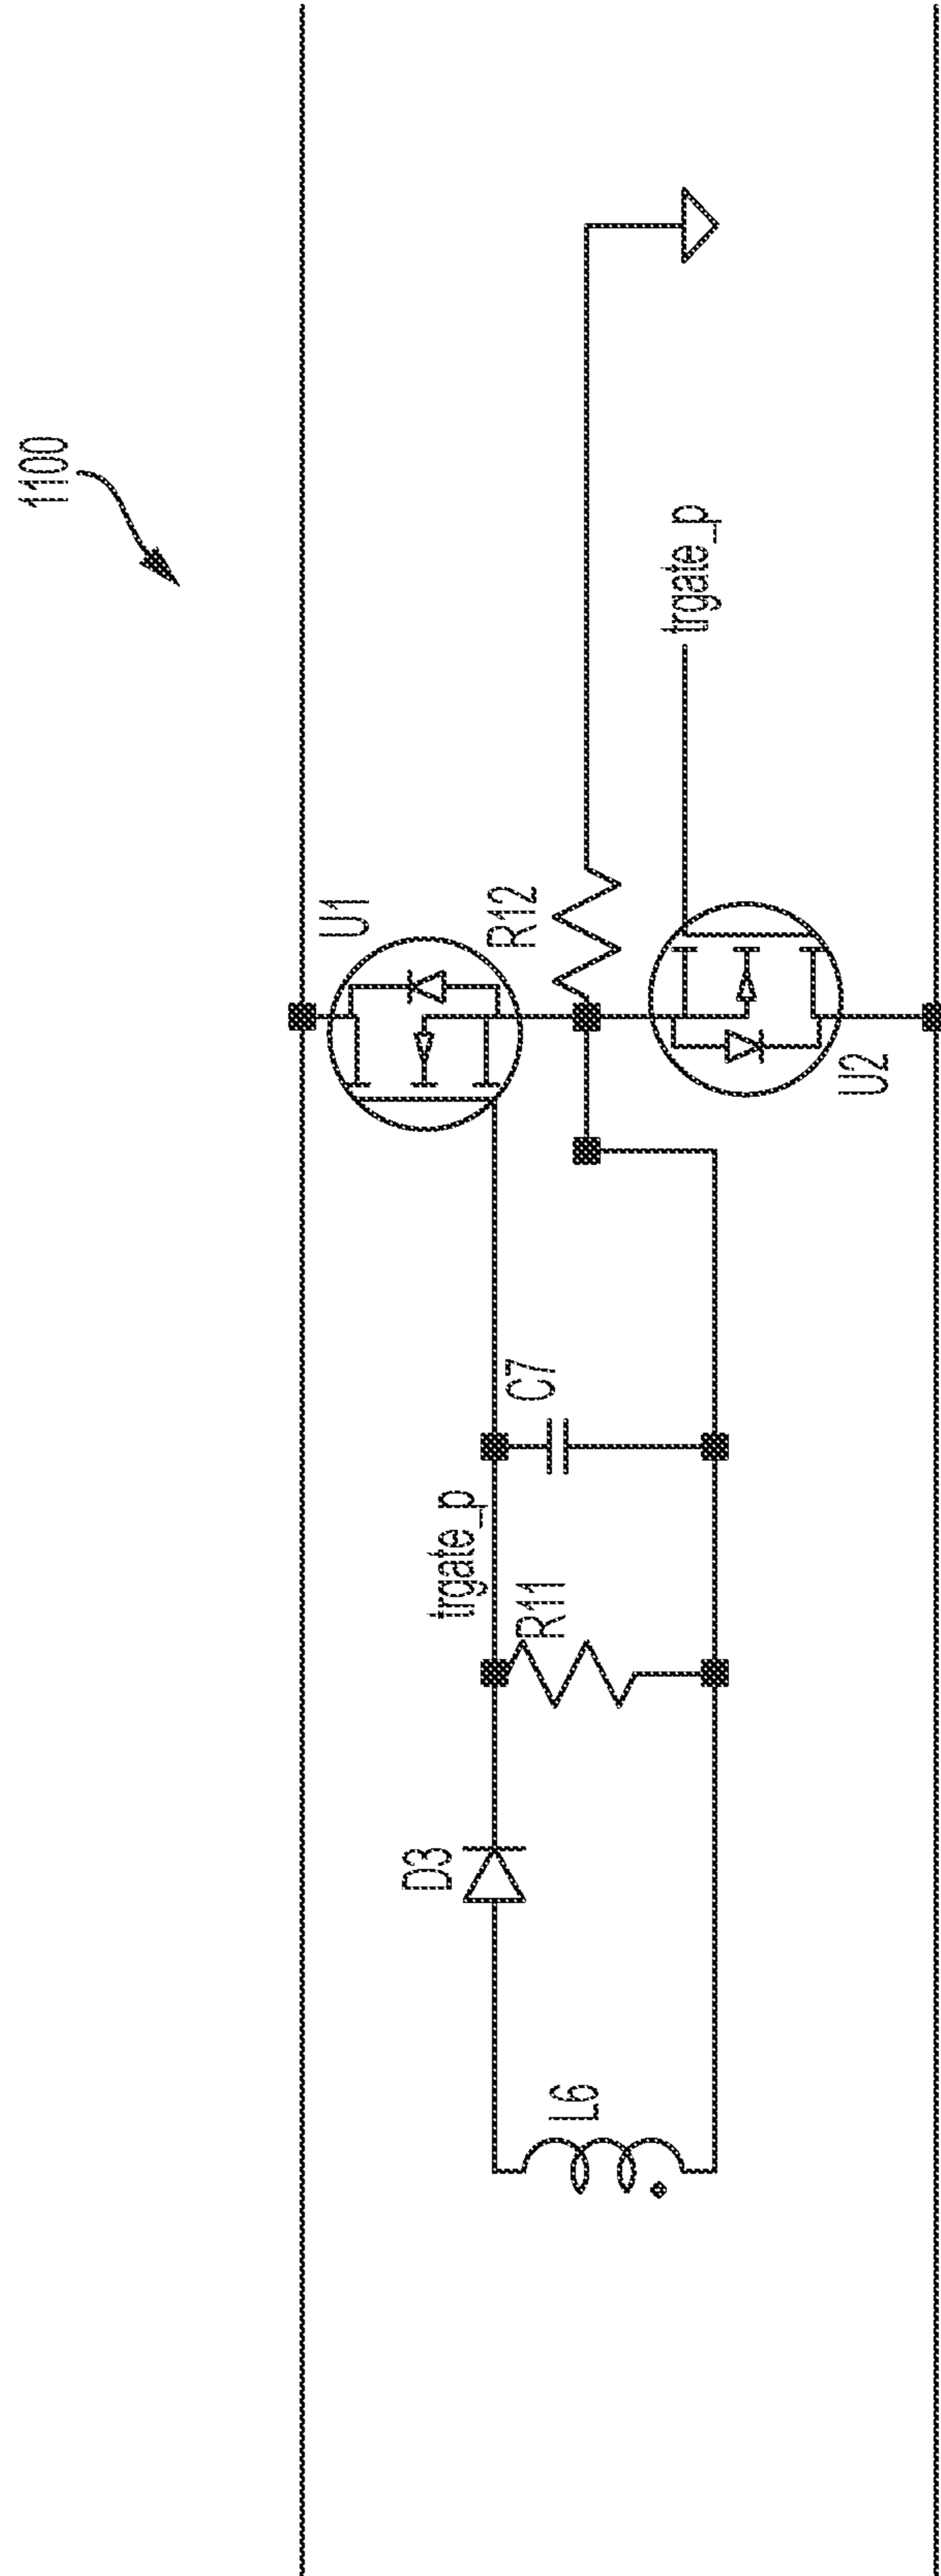 1100
trgate_p
U1
R12
U2
C7
trgate_p
R11
D3
L6